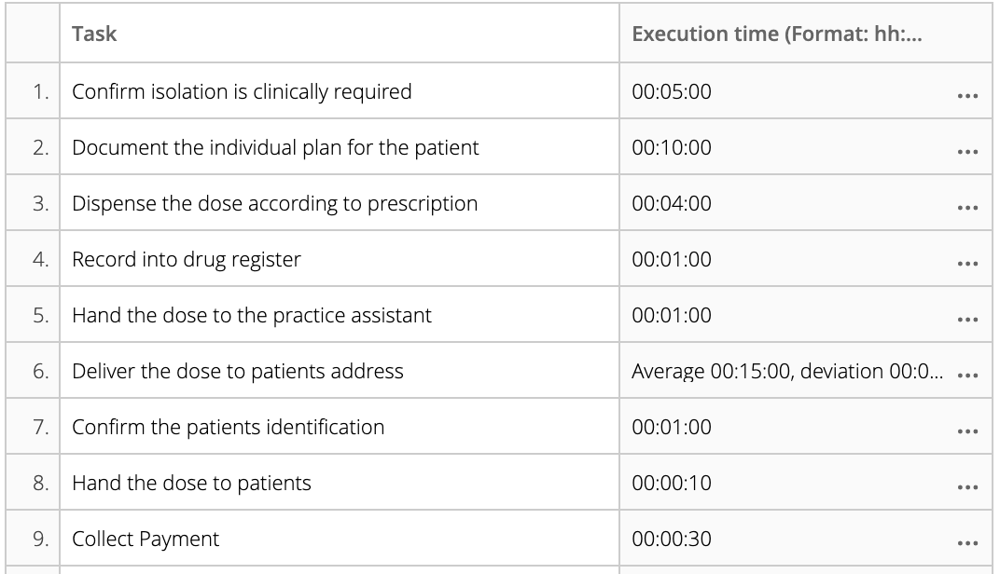 Task Execution time (Format: hh:...
1. Confirm isolation is clinically required 00:05:00 ...
2. Document the individual plan for the patient 00:10:00 ...
3. Dispense the dose according to prescription 00:04:00 ...
4. Record into drug register 00:01:00 ...
5. Hand the dose to the practice assistant 00:01:00 ...
6. Deliver the dose to patients address Average 00:15:00, deviation 00:0... ...
7. Confirm the patients identification 00:01:00 ...
8. Hand the dose to patients 00:00:10 ...
9. Collect Payment 00:00:30 ...